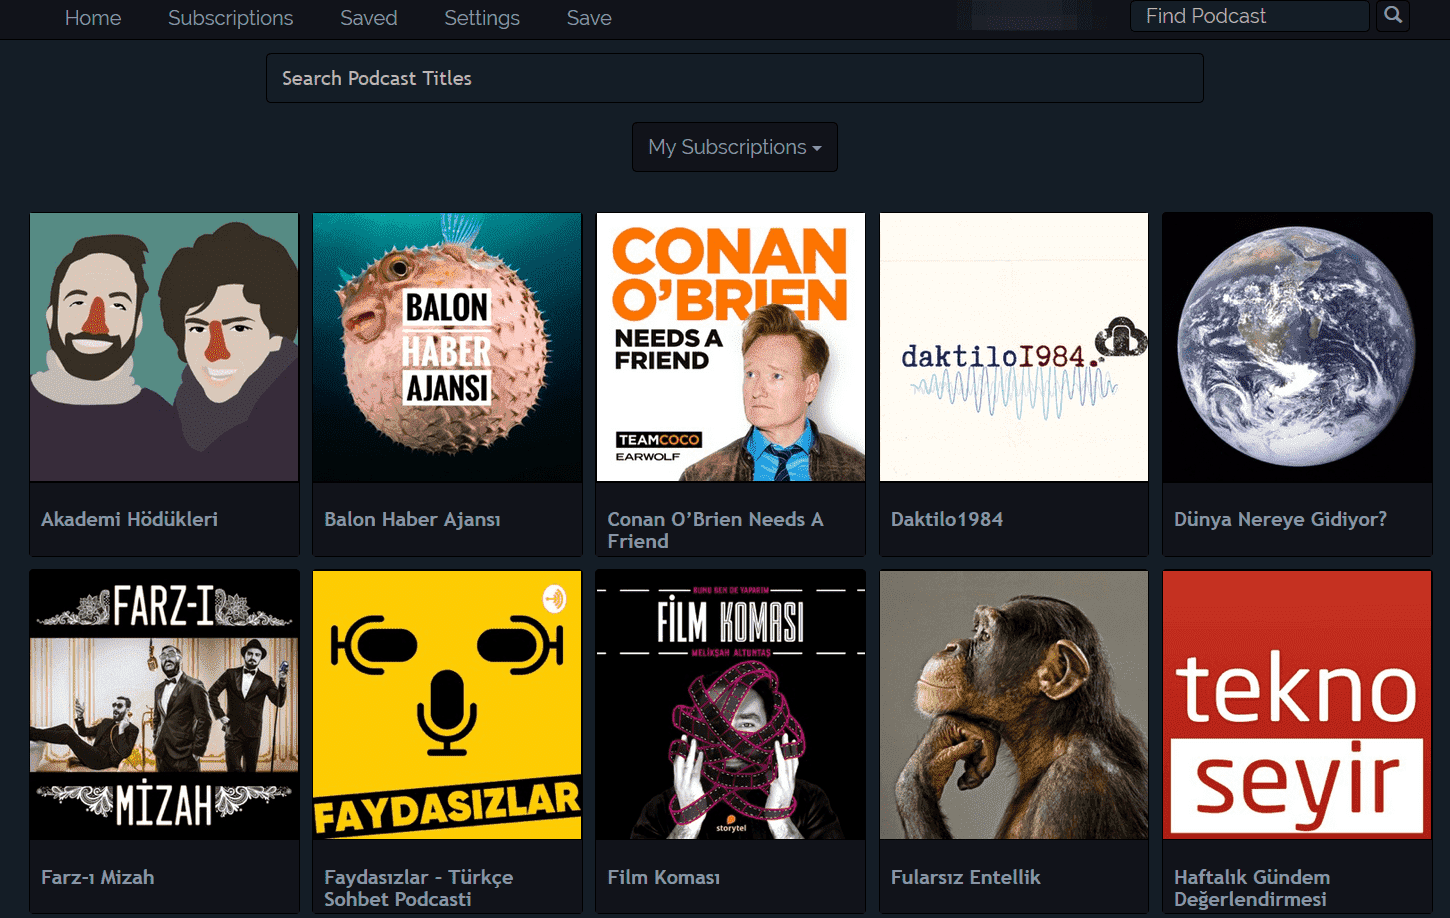 Home Subscriptions Saved Settings Save Find Podcast
Search Podcast Titles
My Subscriptions
BALON
HABER
AJANSI
CONAN
O'BRIEN
NEEDS A
FRIEND
TEAMCOCO
EARWOLF
daktilo1984.
Akademi Hödükleri
Balon Haber Ajansı
Conan O’Brien Needs A
Friend
Daktilo1984
Dünya Nereye Gidiyor?
FARZ-I
MİZAH
FAYDASIZLAR
BUNU BEN DE YAPARIM
FİLM KOMASI
MELİKŞAH ALTUNTAŞ
storytel
tekno
seyir
Farz-ı Mizah
Faydasızlar - Türkçe
Sohbet Podcasti
Film Koması
Fularsız Entellik
Haftalık Gündem
Değerlendirmesi